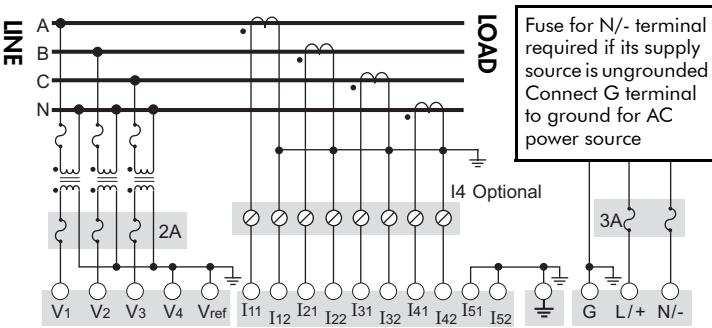 LINE
A
B
C
N
LOAD
Fuse for N/- terminal
required if its supply
source is ungrounded
Connect G terminal
to ground for AC
power source
I4 Optional
2A
3A
V1 V2 V3 V4 Vref I11 I12 I21 I22 I31 I32 I41 I42 I51 I52 G L/+ N/-